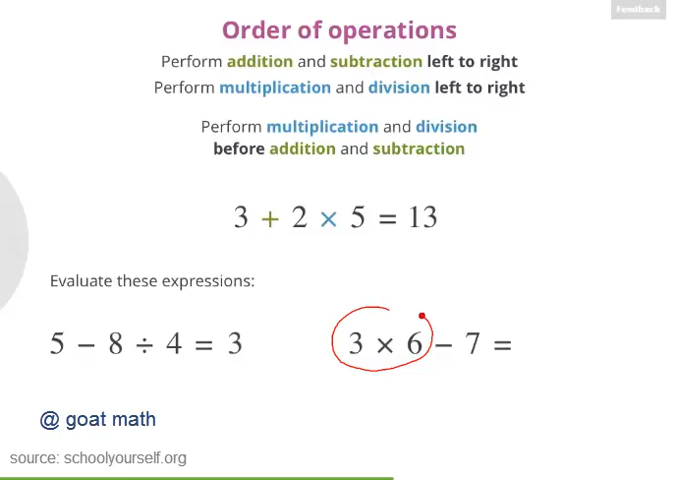 Feedback
Order of operations
Perform addition and subtraction left to right
Perform multiplication and division left to right
Perform multiplication and division
before addition and subtraction
3 + 2 × 5 = 13
Evaluate these expressions:
5 − 8 ÷ 4 = 3
3 × 6 − 7 =
@ goat math
source: schoolyourself.org